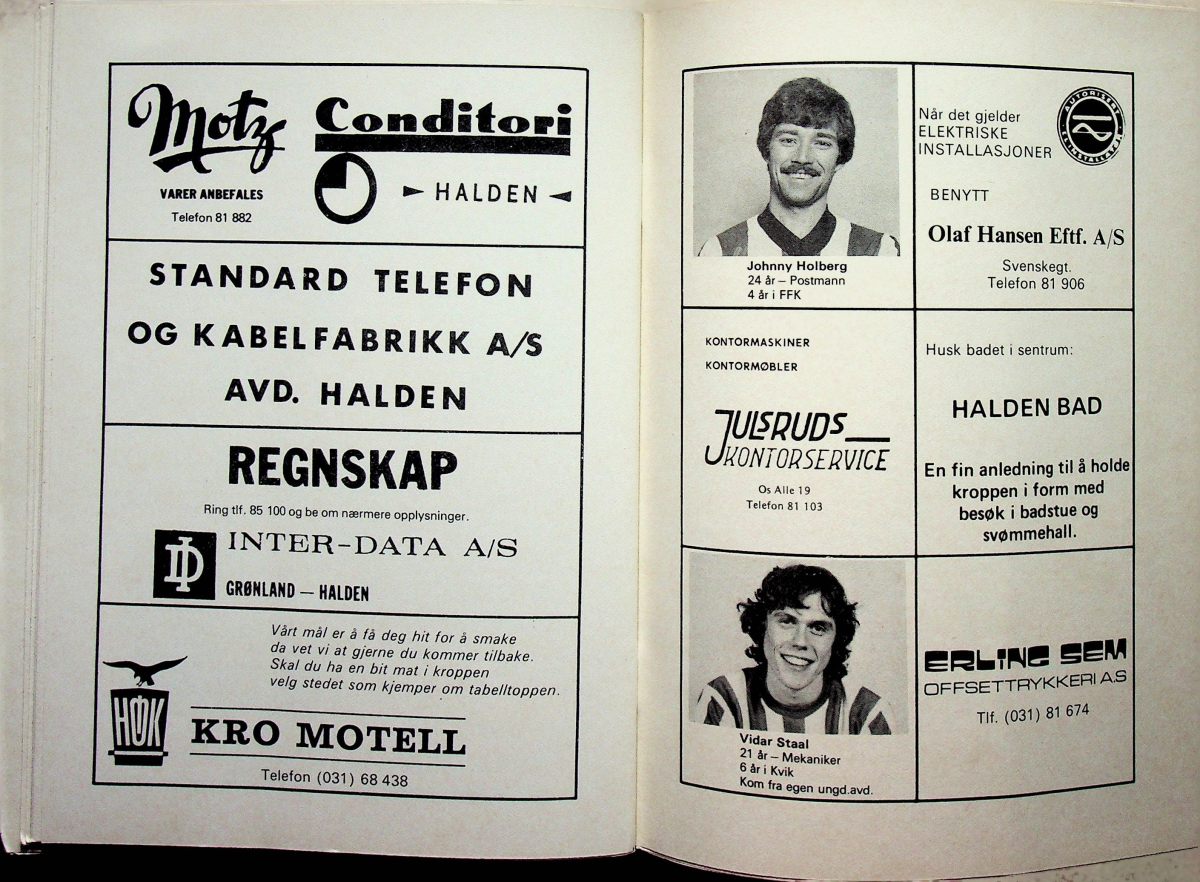 Motz
Conditori
VARER ANBEFALES
Telefon 81 882
HALDEN
STANDARD TELEFON
OG KABELFABRIKK A/S
AVD. HALDEN
REGNSKAP
Ring tlf. 85 100 og be om nærmere opplysninger.
INTER-DATA A/S
GRØNLAND — HALDEN
Vårt mål er å få deg hit for å smake
da vet vi at gjerne du kommer tilbake.
Skal du ha en bit mat i kroppen
velg stedet som kjemper om tabelltoppen.
HØK
KRO MOTELL
Telefon (031) 68 438
Johnny Holberg
24 år – Postmann
4 år i FFK
Når det gjelder
ELEKTRISKE
INSTALLASJONER
AUTORISERT
EL.INSTALLATØR
BENYTT
Olaf Hansen Eftf. A/S
Svenskegt.
Telefon 81 906
KONTORMASKINER
KONTORMØBLER
JULSRUDS
KONTORSERVICE
Os Alle 19
Telefon 81 103
Husk badet i sentrum:
HALDEN BAD
En fin anledning til å holde
kroppen i form med
besøk i badstue og
svømmehall.
Vidar Staal
21 år – Mekaniker
6 år i Kvik
Kom fra egen ungd.avd.
ERLING SEM
OFFSETTRYKKERI A.S
Tlf. (031) 81 674